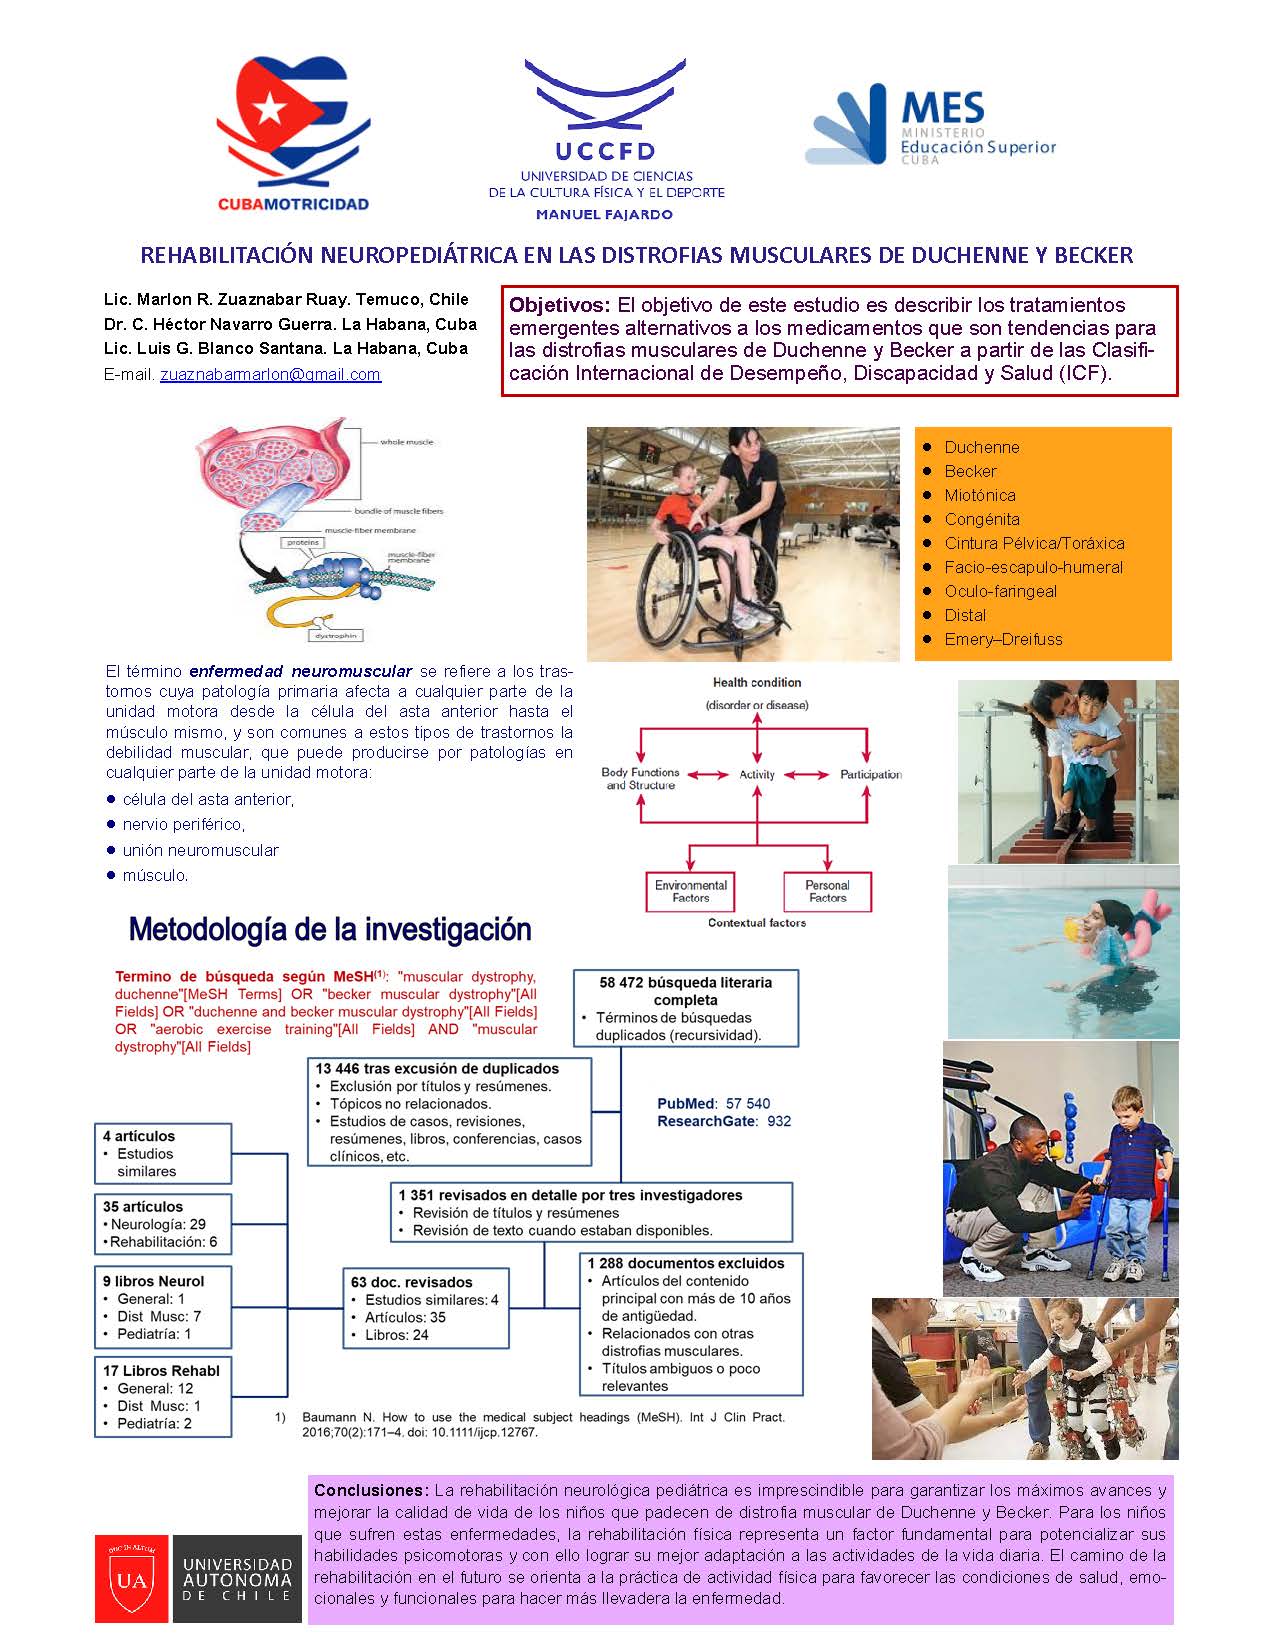 CUBAMOTRICIDAD
UCCFD
UNIVERSIDAD DE CIENCIAS
DE LA CULTURA FÍSICA Y EL DEPORTE
MANUEL FAJARDO
MES
MINISTERIO
Educación Superior
CUBA
REHABILITACIÓN NEUROPEDIÁTRICA EN LAS DISTROFIAS MUSCULARES DE DUCHENNE Y BECKER
Lic. Marlon R. Zuaznabar Ruay. Temuco, Chile
Dr. C. Héctor Navarro Guerra. La Habana, Cuba
Lic. Luis G. Blanco Santana. La Habana, Cuba
E-mail. zuaznabarmarlon@gmail.com
Objetivos: El objetivo de este estudio es describir los tratamientos
emergentes alternativos a los medicamentos que son tendencias para
las distrofias musculares de Duchenne y Becker a partir de las Clasifi-
cación Internacional de Desempeño, Discapacidad y Salud (ICF).
whole muscle
bundle of muscle fibers
muscle-fiber membrane
proteins
muscle-fiber
membrane
dystrophin
● Duchenne
● Becker
● Miotónica
● Congénita
● Cintura Pélvica/Toráxica
● Facio-escapulo-humeral
● Oculo-faringeal
● Distal
● Emery–Dreifuss
El término enfermedad neuromuscular se refiere a los tras-
tornos cuya patología primaria afecta a cualquier parte de la
unidad motora desde la célula del asta anterior hasta el
músculo mismo, y son comunes a estos tipos de trastornos la
debilidad muscular, que puede producirse por patologías en
cualquier parte de la unidad motora:
● célula del asta anterior,
● nervio periférico,
● unión neuromuscular
● músculo.
Health condition
(disorder or disease)
Body Functions
and Structure
Activity
Participation
Environmental
Factors
Personal
Factors
Contextual factors
Metodología de la investigación
Termino de búsqueda según MeSH(1): "muscular dystrophy,
duchenne"[MeSH Terms] OR "becker muscular dystrophy"[All
Fields] OR "duchenne and becker muscular dystrophy"[All Fields]
OR "aerobic exercise training"[All Fields] AND "muscular
dystrophy"[All Fields]
58 472 búsqueda literaria
completa
• Términos de búsquedas
duplicados (recursividad).
13 446 tras excusión de duplicados
• Exclusión por títulos y resúmenes.
• Tópicos no relacionados.
• Estudios de casos, revisiones,
resúmenes, libros, conferencias, casos
clínicos, etc.
PubMed: 57 540
ResearchGate: 932
1 351 revisados en detalle por tres investigadores
• Revisión de títulos y resúmenes
• Revisión de texto cuando estaban disponibles.
4 artículos
• Estudios
similares
35 artículos
• Neurología: 29
• Rehabilitación: 6
9 libros Neurol
• General: 1
• Dist Musc: 7
• Pediatría: 1
17 Libros Rehabl
• General: 12
• Dist Musc: 1
• Pediatría: 2
63 doc. revisados
• Estudios similares: 4
• Artículos: 35
• Libros: 24
1 288 documentos excluidos
• Artículos del contenido
principal con más de 10 años
de antigüedad.
• Relacionados con otras
distrofias musculares.
• Títulos ambiguos o poco
relevantes
1) Baumann N. How to use the medical subject headings (MeSH). Int J Clin Pract.
2016;70(2):171–4. doi: 10.1111/ijcp.12767.
Conclusiones: La rehabilitación neurológica pediátrica es imprescindible para garantizar los máximos avances y
mejorar la calidad de vida de los niños que padecen de distrofia muscular de Duchenne y Becker. Para los niños
que sufren estas enfermedades, la rehabilitación física representa un factor fundamental para potencializar sus
habilidades psicomotoras y con ello lograr su mejor adaptación a las actividades de la vida diaria. El camino de la
rehabilitación en el futuro se orienta a la práctica de actividad física para favorecer las condiciones de salud, emo-
cionales y funcionales para hacer más llevadera la enfermedad.
UA
UNIVERSIDAD
AUTONOMA
DE CHILE